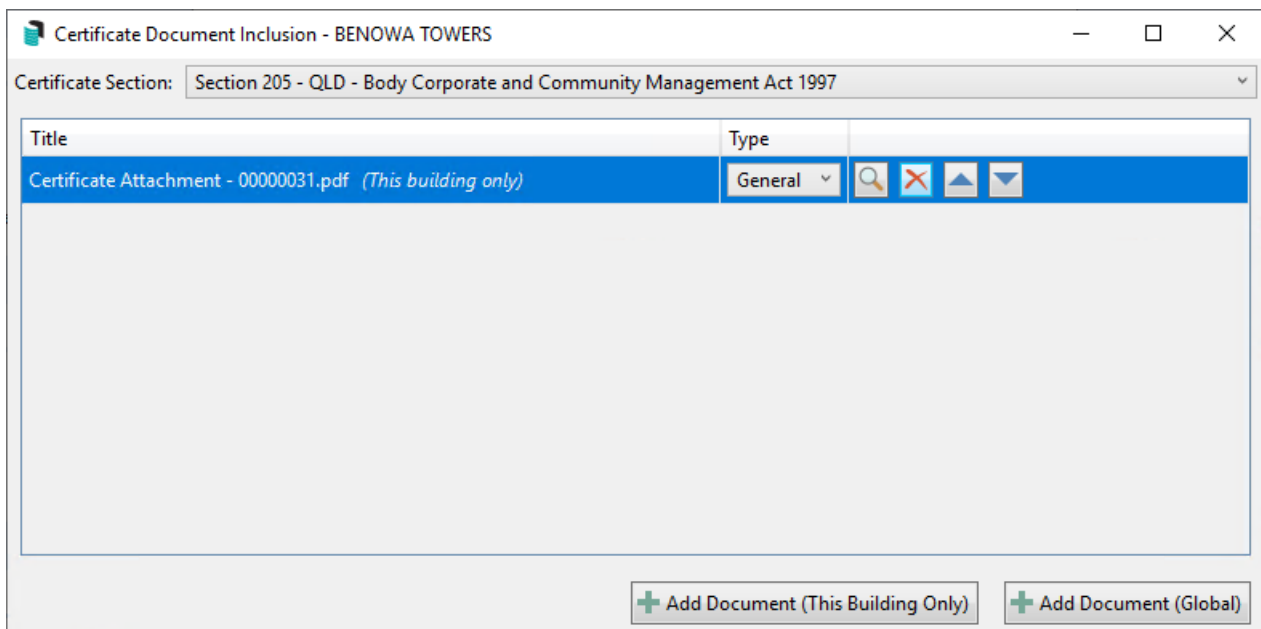 Certificate Document Inclusion - BENOWA TOWERS
Certificate Section: Section 205 - QLD - Body Corporate and Community Management Act 1997
Title Type
Certificate Attachment - 00000031.pdf (This building only) General
Add Document (This Building Only) Add Document (Global)